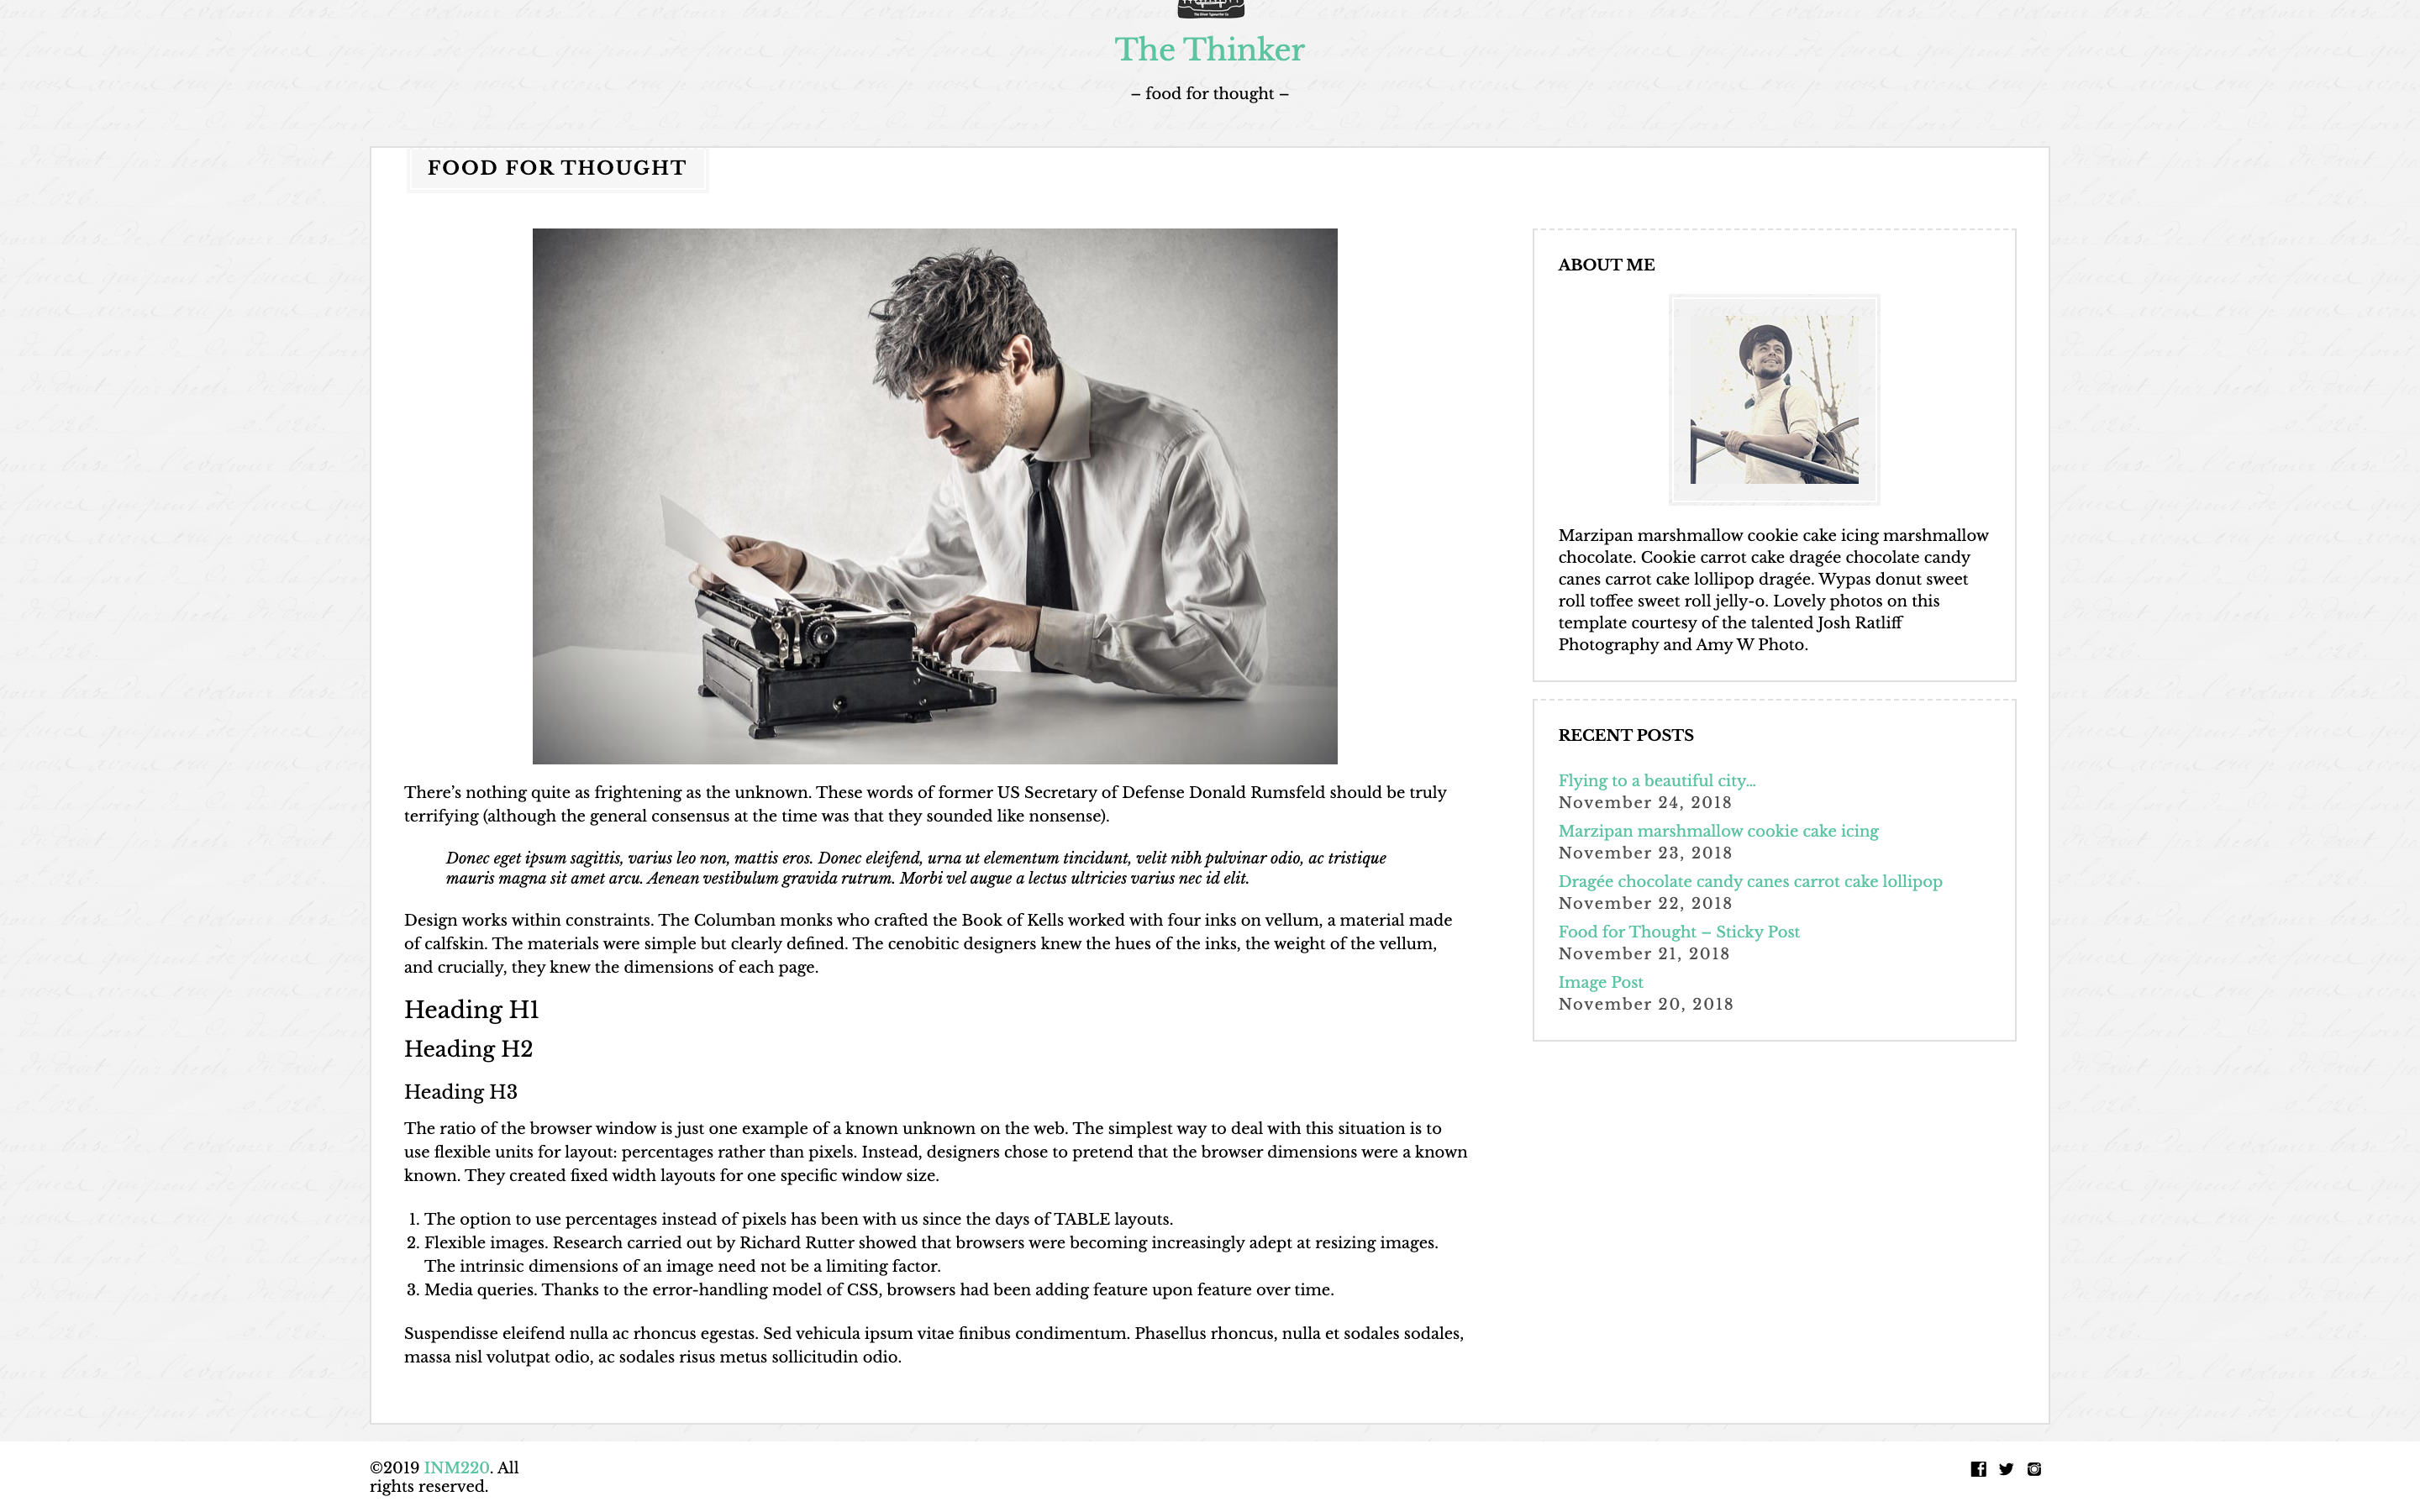 The Thinker
– food for thought –
FOOD FOR THOUGHT
There’s nothing quite as frightening as the unknown. These words of former US Secretary of Defense Donald Rumsfeld should be truly
terrifying (although the general consensus at the time was that they sounded like nonsense).
Donec eget ipsum sagittis, varius leo non, mattis eros. Donec eleifend, urna ut elementum tincidunt, velit nibh pulvinar odio, ac tristique
mauris magna sit amet arcu. Aenean vestibulum gravida rutrum. Morbi vel augue a lectus ultricies varius nec id elit.
Design works within constraints. The Columban monks who crafted the Book of Kells worked with four inks on vellum, a material made
of calfskin. The materials were simple but clearly defined. The cenobitic designers knew the hues of the inks, the weight of the vellum,
and crucially, they knew the dimensions of each page.
Heading H1
Heading H2
Heading H3
The ratio of the browser window is just one example of a known unknown on the web. The simplest way to deal with this situation is to
use flexible units for layout: percentages rather than pixels. Instead, designers chose to pretend that the browser dimensions were a known
known. They created fixed width layouts for one specific window size.
1. The option to use percentages instead of pixels has been with us since the days of TABLE layouts.
2. Flexible images. Research carried out by Richard Rutter showed that browsers were becoming increasingly adept at resizing images.
The intrinsic dimensions of an image need not be a limiting factor.
3. Media queries. Thanks to the error-handling model of CSS, browsers had been adding feature upon feature over time.
Suspendisse eleifend nulla ac rhoncus egestas. Sed vehicula ipsum vitae finibus condimentum. Phasellus rhoncus, nulla et sodales sodales,
massa nisl volutpat odio, ac sodales risus metus sollicitudin odio.
ABOUT ME
Marzipan marshmallow cookie cake icing marshmallow
chocolate. Cookie carrot cake dragée chocolate candy
canes carrot cake lollipop dragée. Wypas donut sweet
roll toffee sweet roll jelly-o. Lovely photos on this
template courtesy of the talented Josh Ratliff
Photography and Amy W Photo.
RECENT POSTS
Flying to a beautiful city…
November 24, 2018
Marzipan marshmallow cookie cake icing
November 23, 2018
Dragée chocolate candy canes carrot cake lollipop
November 22, 2018
Food for Thought – Sticky Post
November 21, 2018
Image Post
November 20, 2018
©2019 INM220. All
rights reserved.